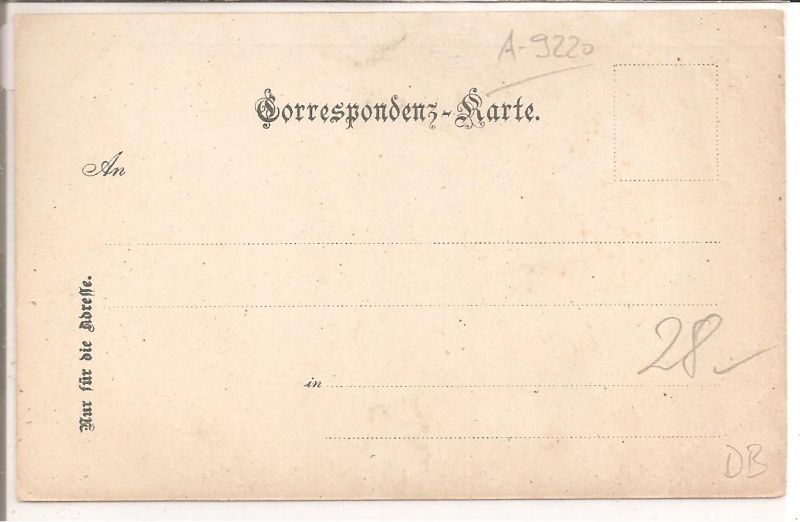 A-9220
Correspondenz-Karte.
An
Nur für die Adresse.
in
28.-
DB